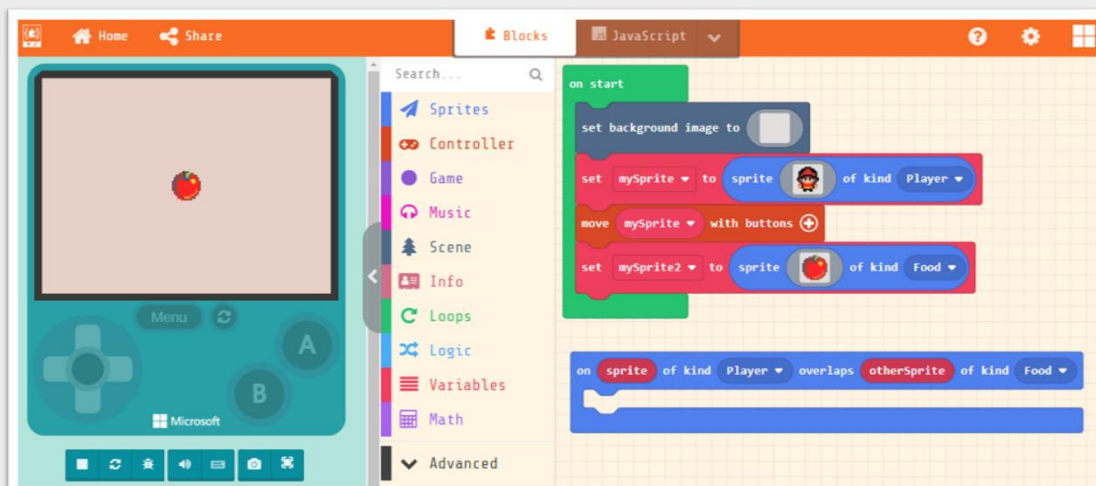 Home Share Blocks JavaScript
Menu
A
B
Microsoft
Search...
Sprites
Controller
Game
Music
Scene
Info
Loops
Logic
Variables
Math
Advanced
on start
set background image to
set mySprite to sprite of kind Player
move mySprite with buttons
set mySprite2 to sprite of kind Food
on sprite of kind Player overlaps otherSprite of kind Food